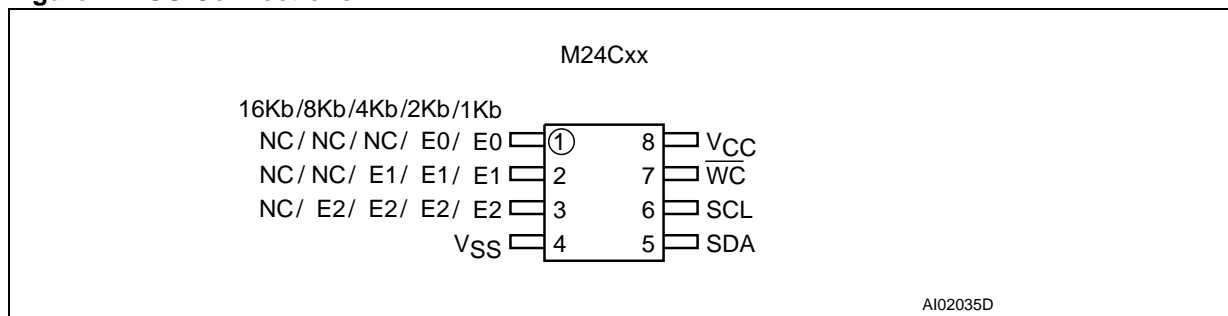 M24Cxx
16Kb/8Kb/4Kb/2Kb/1Kb
NC/ NC/ NC/ E0/ E0 1 8 VCC
NC/ NC/ E1/ E1/ E1 2 7 WC
NC/ E2/ E2/ E2/ E2 3 6 SCL
VSS 4 5 SDA
AI02035D